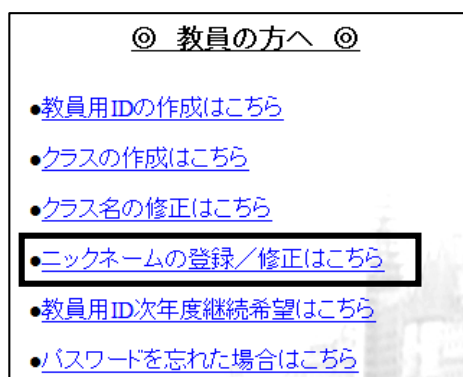 ◎ 教員の方へ ◎
●教員用IDの作成はこちら
●クラスの作成はこちら
●クラス名の修正はこちら
●ニックネームの登録／修正はこちら
●教員用ID次年度継続希望はこちら
●パスワードを忘れた場合はこちら